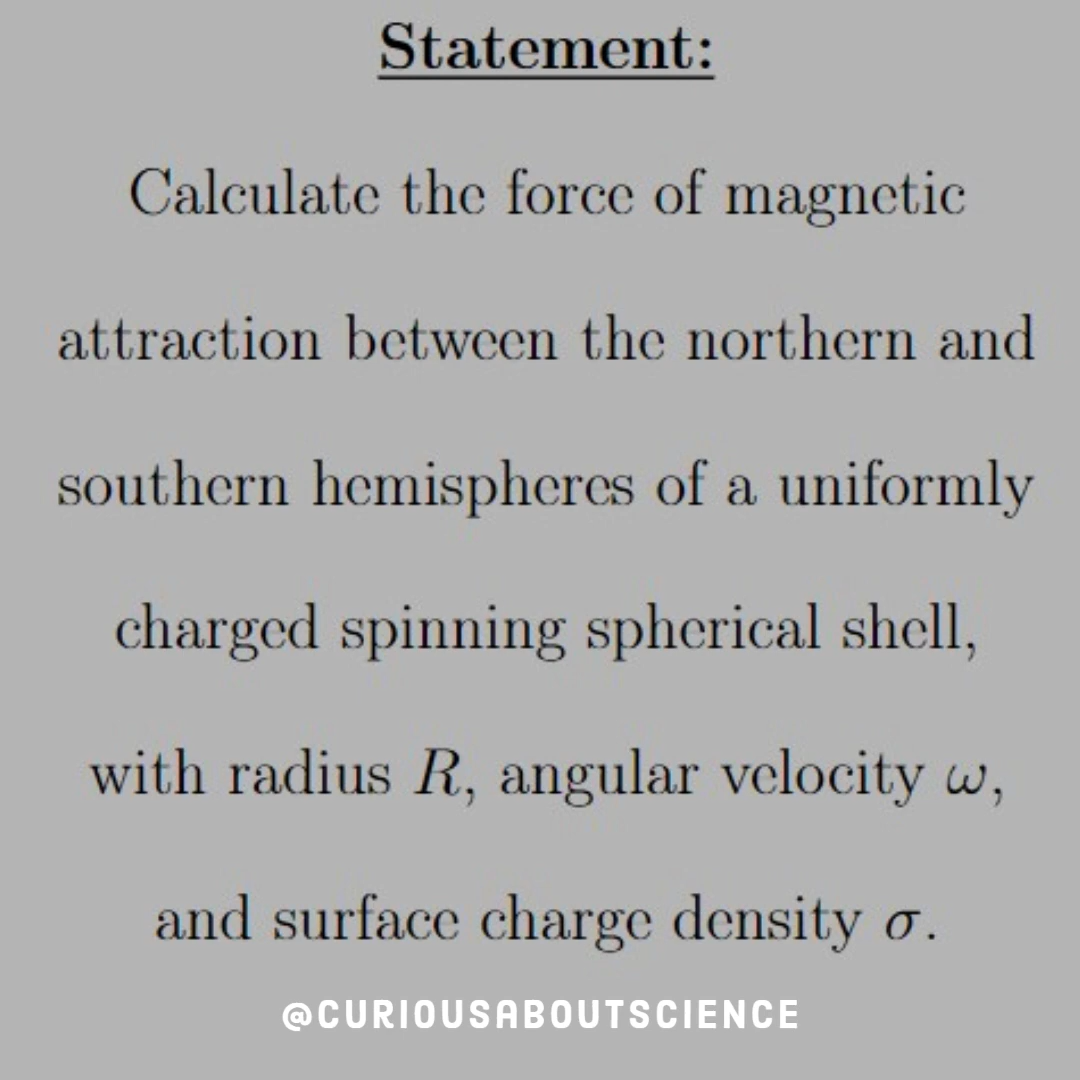 Statement:
Calculate the force of magnetic
attraction between the northern and
southern hemispheres of a uniformly
charged spinning spherical shell,
with radius R, angular velocity ω,
and surface charge density σ.
@CURIOUSABOUTSCIENCE